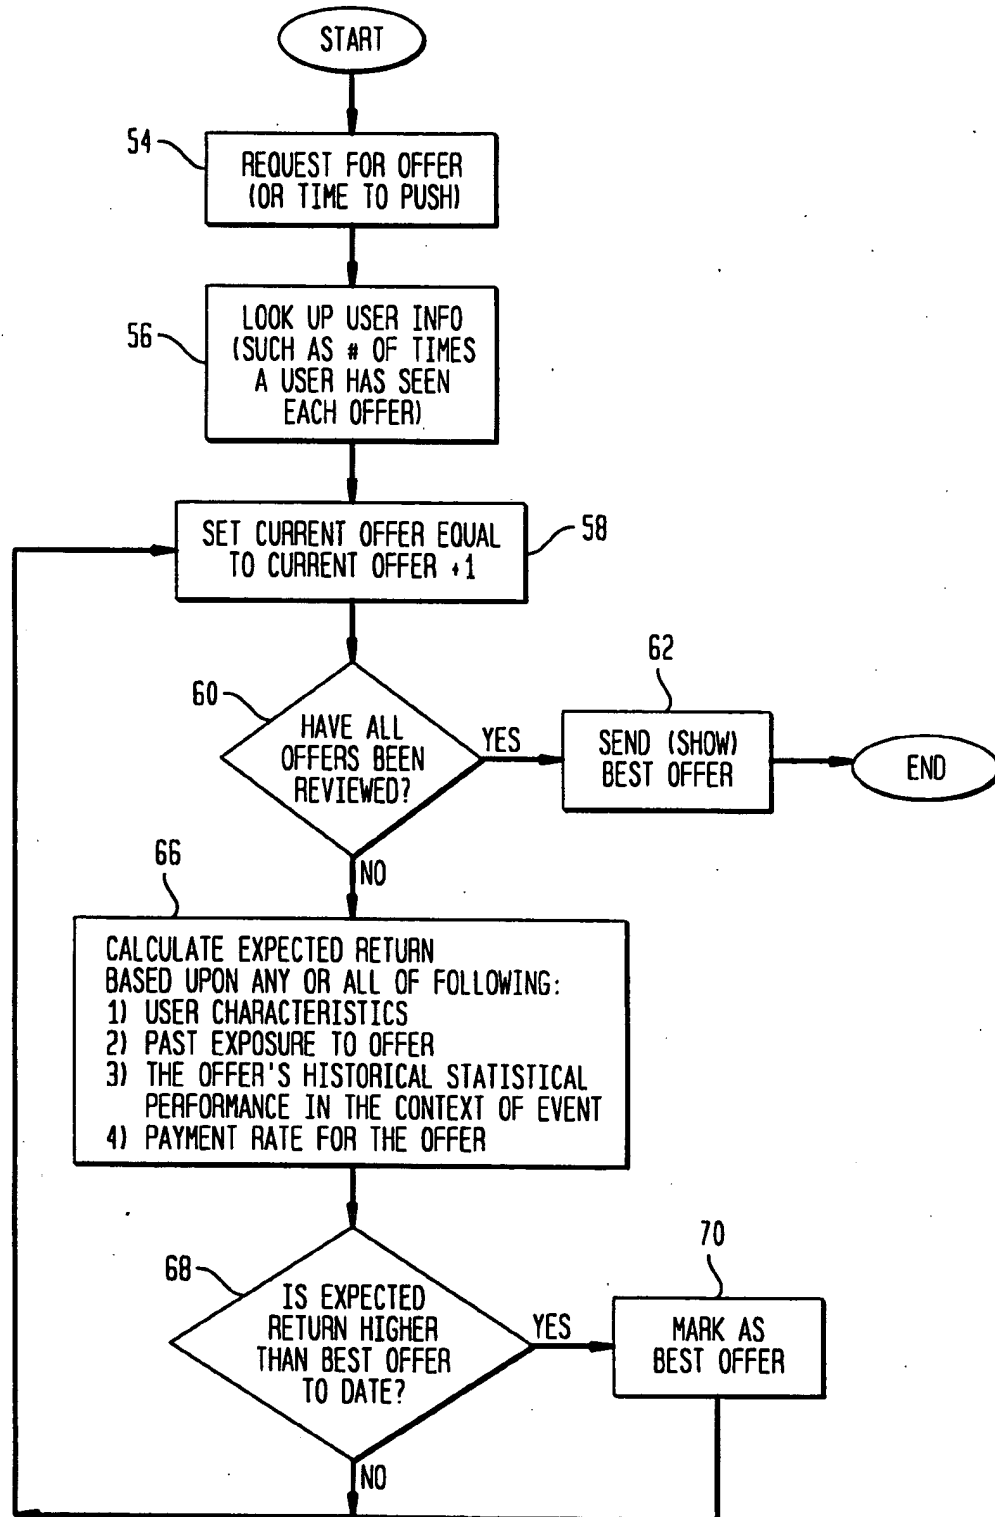 START
54
REQUEST FOR OFFER
(OR TIME TO PUSH)
56
LOOK UP USER INFO
(SUCH AS # OF TIMES
A USER HAS SEEN
EACH OFFER)
SET CURRENT OFFER EQUAL
TO CURRENT OFFER +1
58
60
HAVE ALL
OFFERS BEEN
REVIEWED?
YES
62
SEND (SHOW)
BEST OFFER
END
NO
66
CALCULATE EXPECTED RETURN
BASED UPON ANY OR ALL OF FOLLOWING:
1) USER CHARACTERISTICS
2) PAST EXPOSURE TO OFFER
3) THE OFFER'S HISTORICAL STATISTICAL
PERFORMANCE IN THE CONTEXT OF EVENT
4) PAYMENT RATE FOR THE OFFER
68
IS EXPECTED
RETURN HIGHER
THAN BEST OFFER
TO DATE?
YES
70
MARK AS
BEST OFFER
NO